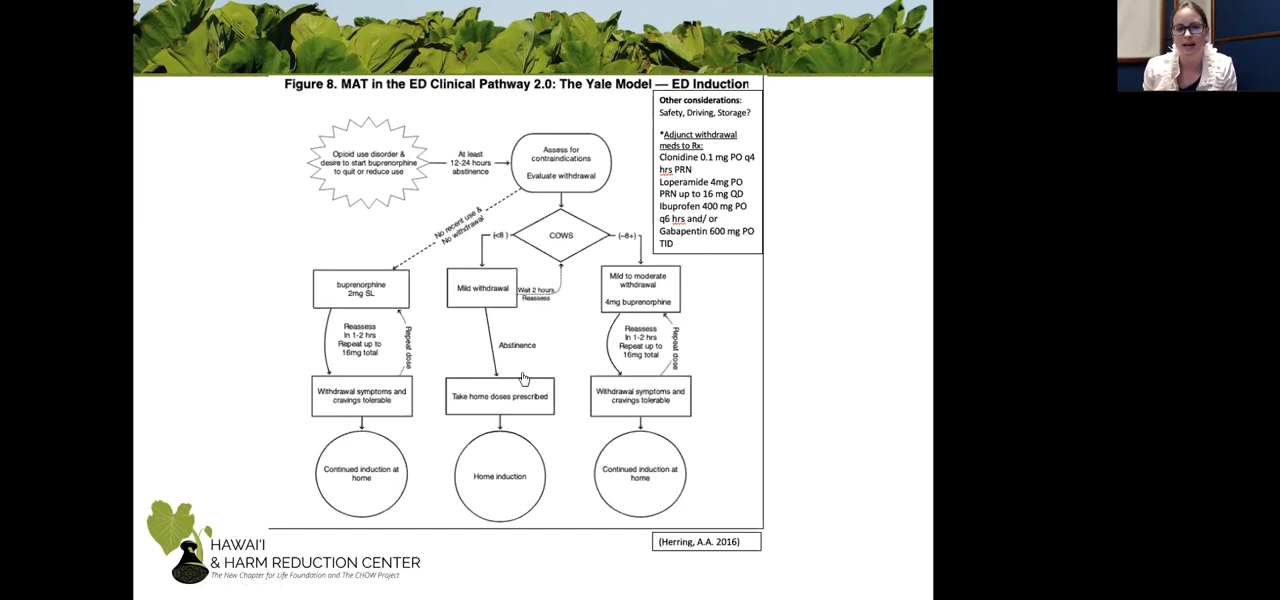 Figure 8. MAT in the ED Clinical Pathway 2.0: The Yale Model — ED Induction
Other considerations:
Safety, Driving, Storage?
*Adjunct withdrawal
meds to Rx:
Clonidine 0.1 mg PO q4
hrs PRN
Loperamide 4mg PO
PRN up to 16 mg QD
Ibuprofen 400 mg PO
q6 hrs and/ or
Gabapentin 600 mg PO
TID
Opioid use disorder &
desire to start buprenorphine
to quit or reduce use
At least
12-24 hours
abstinence
Assess for
contraindications
Evaluate withdrawal
No recent use &
No withdrawal
(<8 )
COWS
(~8+)
buprenorphine
2mg SL
Mild withdrawal
Wait 2 hours
Reassess
Mild to moderate
withdrawal
4mg buprenorphine
Reassess
In 1-2 hrs
Repeat up to
16mg total
Repeat dose
Abstinence
Reassess
In 1-2 hrs
Repeat up to
16mg total
Repeat dose
Withdrawal symptoms and
cravings tolerable
Take home doses prescribed
Withdrawal symptoms and
cravings tolerable
Continued induction at
home
Home induction
Continued induction at
home
(Herring, A.A. 2016)
HAWAI'I
& HARM REDUCTION CENTER
The New Chapter for Life Foundation and The CHOW Project